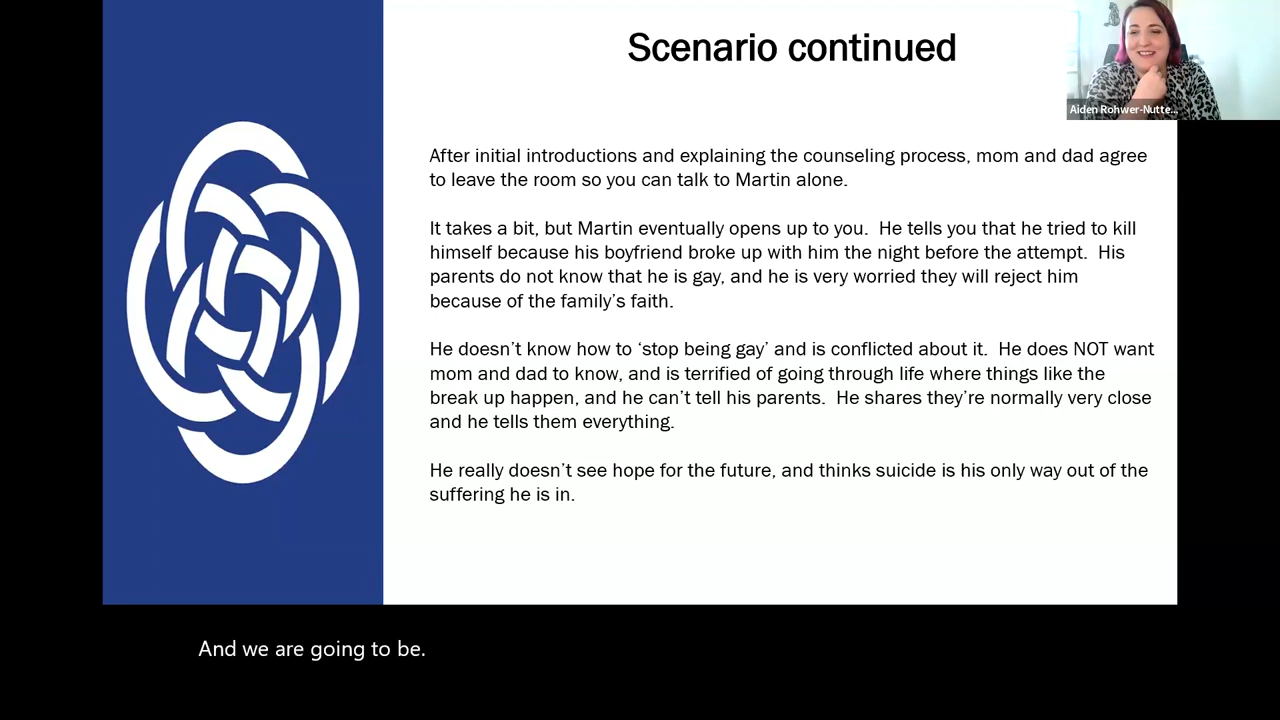 Scenario continued
Aiden Rohwer-Nutte...
After initial introductions and explaining the counseling process, mom and dad agree
to leave the room so you can talk to Martin alone.
It takes a bit, but Martin eventually opens up to you.  He tells you that he tried to kill
himself because his boyfriend broke up with him the night before the attempt.  His
parents do not know that he is gay, and he is very worried they will reject him
because of the family’s faith.
He doesn’t know how to ‘stop being gay’ and is conflicted about it.  He does NOT want
mom and dad to know, and is terrified of going through life where things like the
break up happen, and he can’t tell his parents.  He shares they’re normally very close
and he tells them everything.
He really doesn’t see hope for the future, and thinks suicide is his only way out of the
suffering he is in.
And we are going to be.